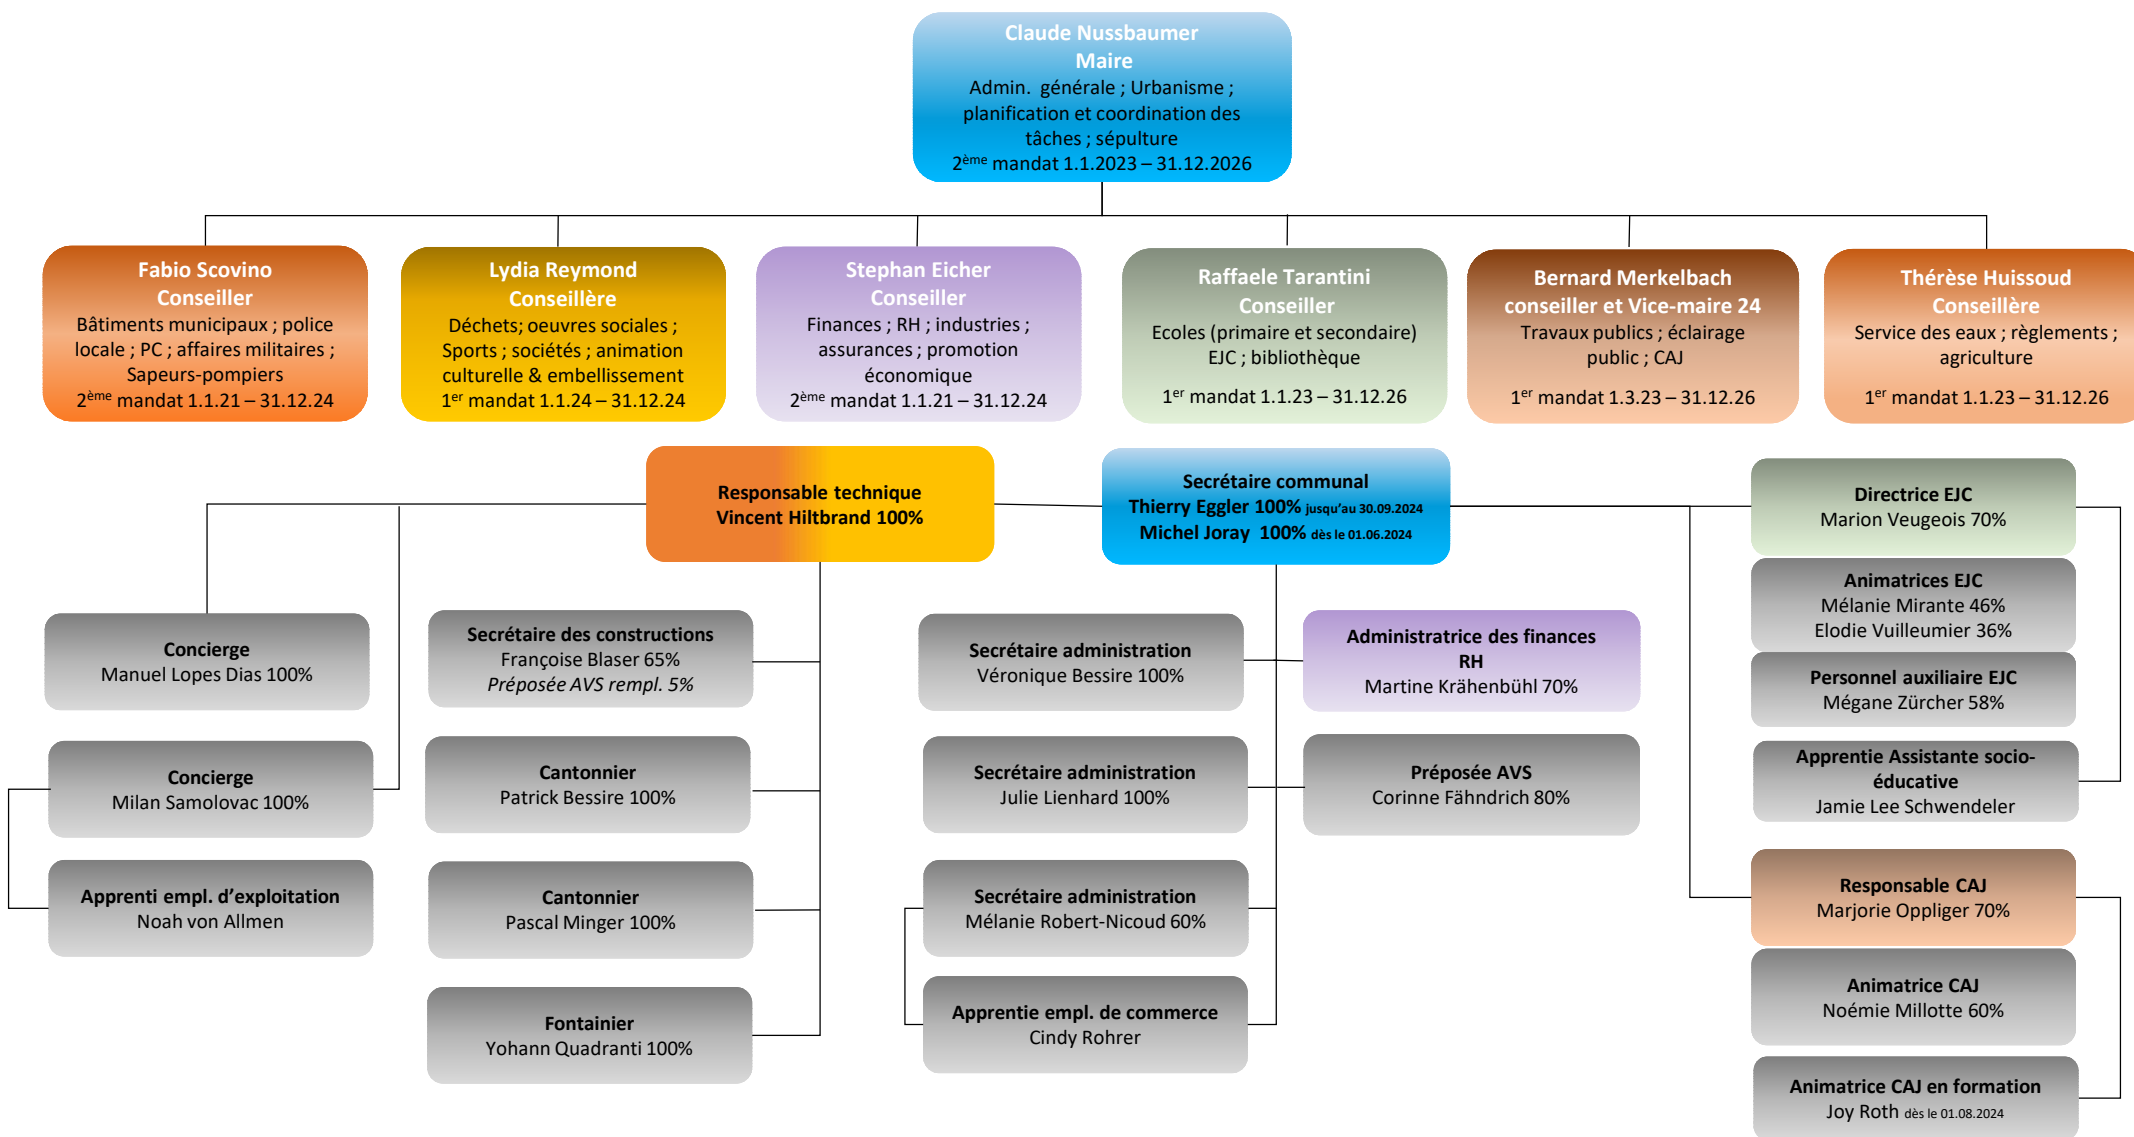 Claude Nussbaumer
Maire
Admin. générale ; Urbanisme ;
planification et coordination des
tâches ; sépulture
2ème mandat 1.1.2023 – 31.12.2026
Fabio Scovino
Conseiller
Bâtiments municipaux ; police
locale ; PC ; affaires militaires ;
Sapeurs-pompiers
2ème mandat 1.1.21 – 31.12.24
Lydia Reymond
Conseillère
Déchets; oeuvres sociales ;
Sports ; sociétés ; animation
culturelle & embellissement
1er mandat 1.1.24 – 31.12.24
Stephan Eicher
Conseiller
Finances ; RH ; industries ;
assurances ; promotion
économique
2ème mandat 1.1.21 – 31.12.24
Raffaele Tarantini
Conseiller
Ecoles (primaire et secondaire)
EJC ; bibliothèque
1er mandat 1.1.23 – 31.12.26
Bernard Merkelbach
conseiller et Vice-maire 24
Travaux publics ; éclairage
public ; CAJ
1er mandat 1.3.23 – 31.12.26
Thérèse Huissoud
Conseillère
Service des eaux ; règlements ;
agriculture
1er mandat 1.1.23 – 31.12.26
Responsable technique
Vincent Hiltbrand 100%
Secrétaire communal
Thierry Eggler 100% jusqu'au 30.09.2024
Michel Joray  100% dès le 01.06.2024
Directrice EJC
Marion Veugeois 70%
Animatrices EJC
Mélanie Mirante 46%
Elodie Vuilleumier 36%
Personnel auxiliaire EJC
Mégane Zürcher 58%
Apprentie Assistante socio-
éducative
Jamie Lee Schwendeler
Concierge
Manuel Lopes Dias 100%
Concierge
Milan Samolovac 100%
Apprenti empl. d'exploitation
Noah von Allmen
Secrétaire des constructions
Françoise Blaser 65%
Préposée AVS rempl. 5%
Cantonnier
Patrick Bessire 100%
Cantonnier
Pascal Minger 100%
Fontainier
Yohann Quadranti 100%
Secrétaire administration
Véronique Bessire 100%
Secrétaire administration
Julie Lienhard 100%
Secrétaire administration
Mélanie Robert-Nicoud 60%
Apprentie empl. de commerce
Cindy Rohrer
Administratrice des finances
RH
Martine Krähenbühl 70%
Préposée AVS
Corinne Fähndrich 80%
Responsable CAJ
Marjorie Oppliger 70%
Animatrice CAJ
Noémie Millotte 60%
Animatrice CAJ en formation
Joy Roth dès le 01.08.2024